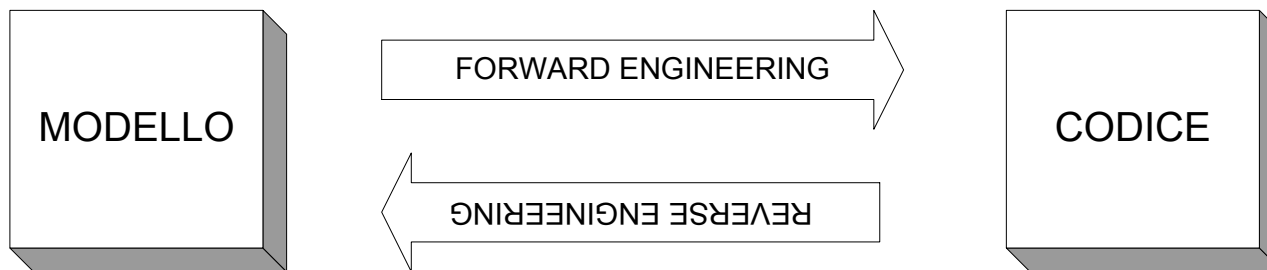 FORWARD ENGINEERING
MODELLO
CODICE
REVERSE ENGINEERING